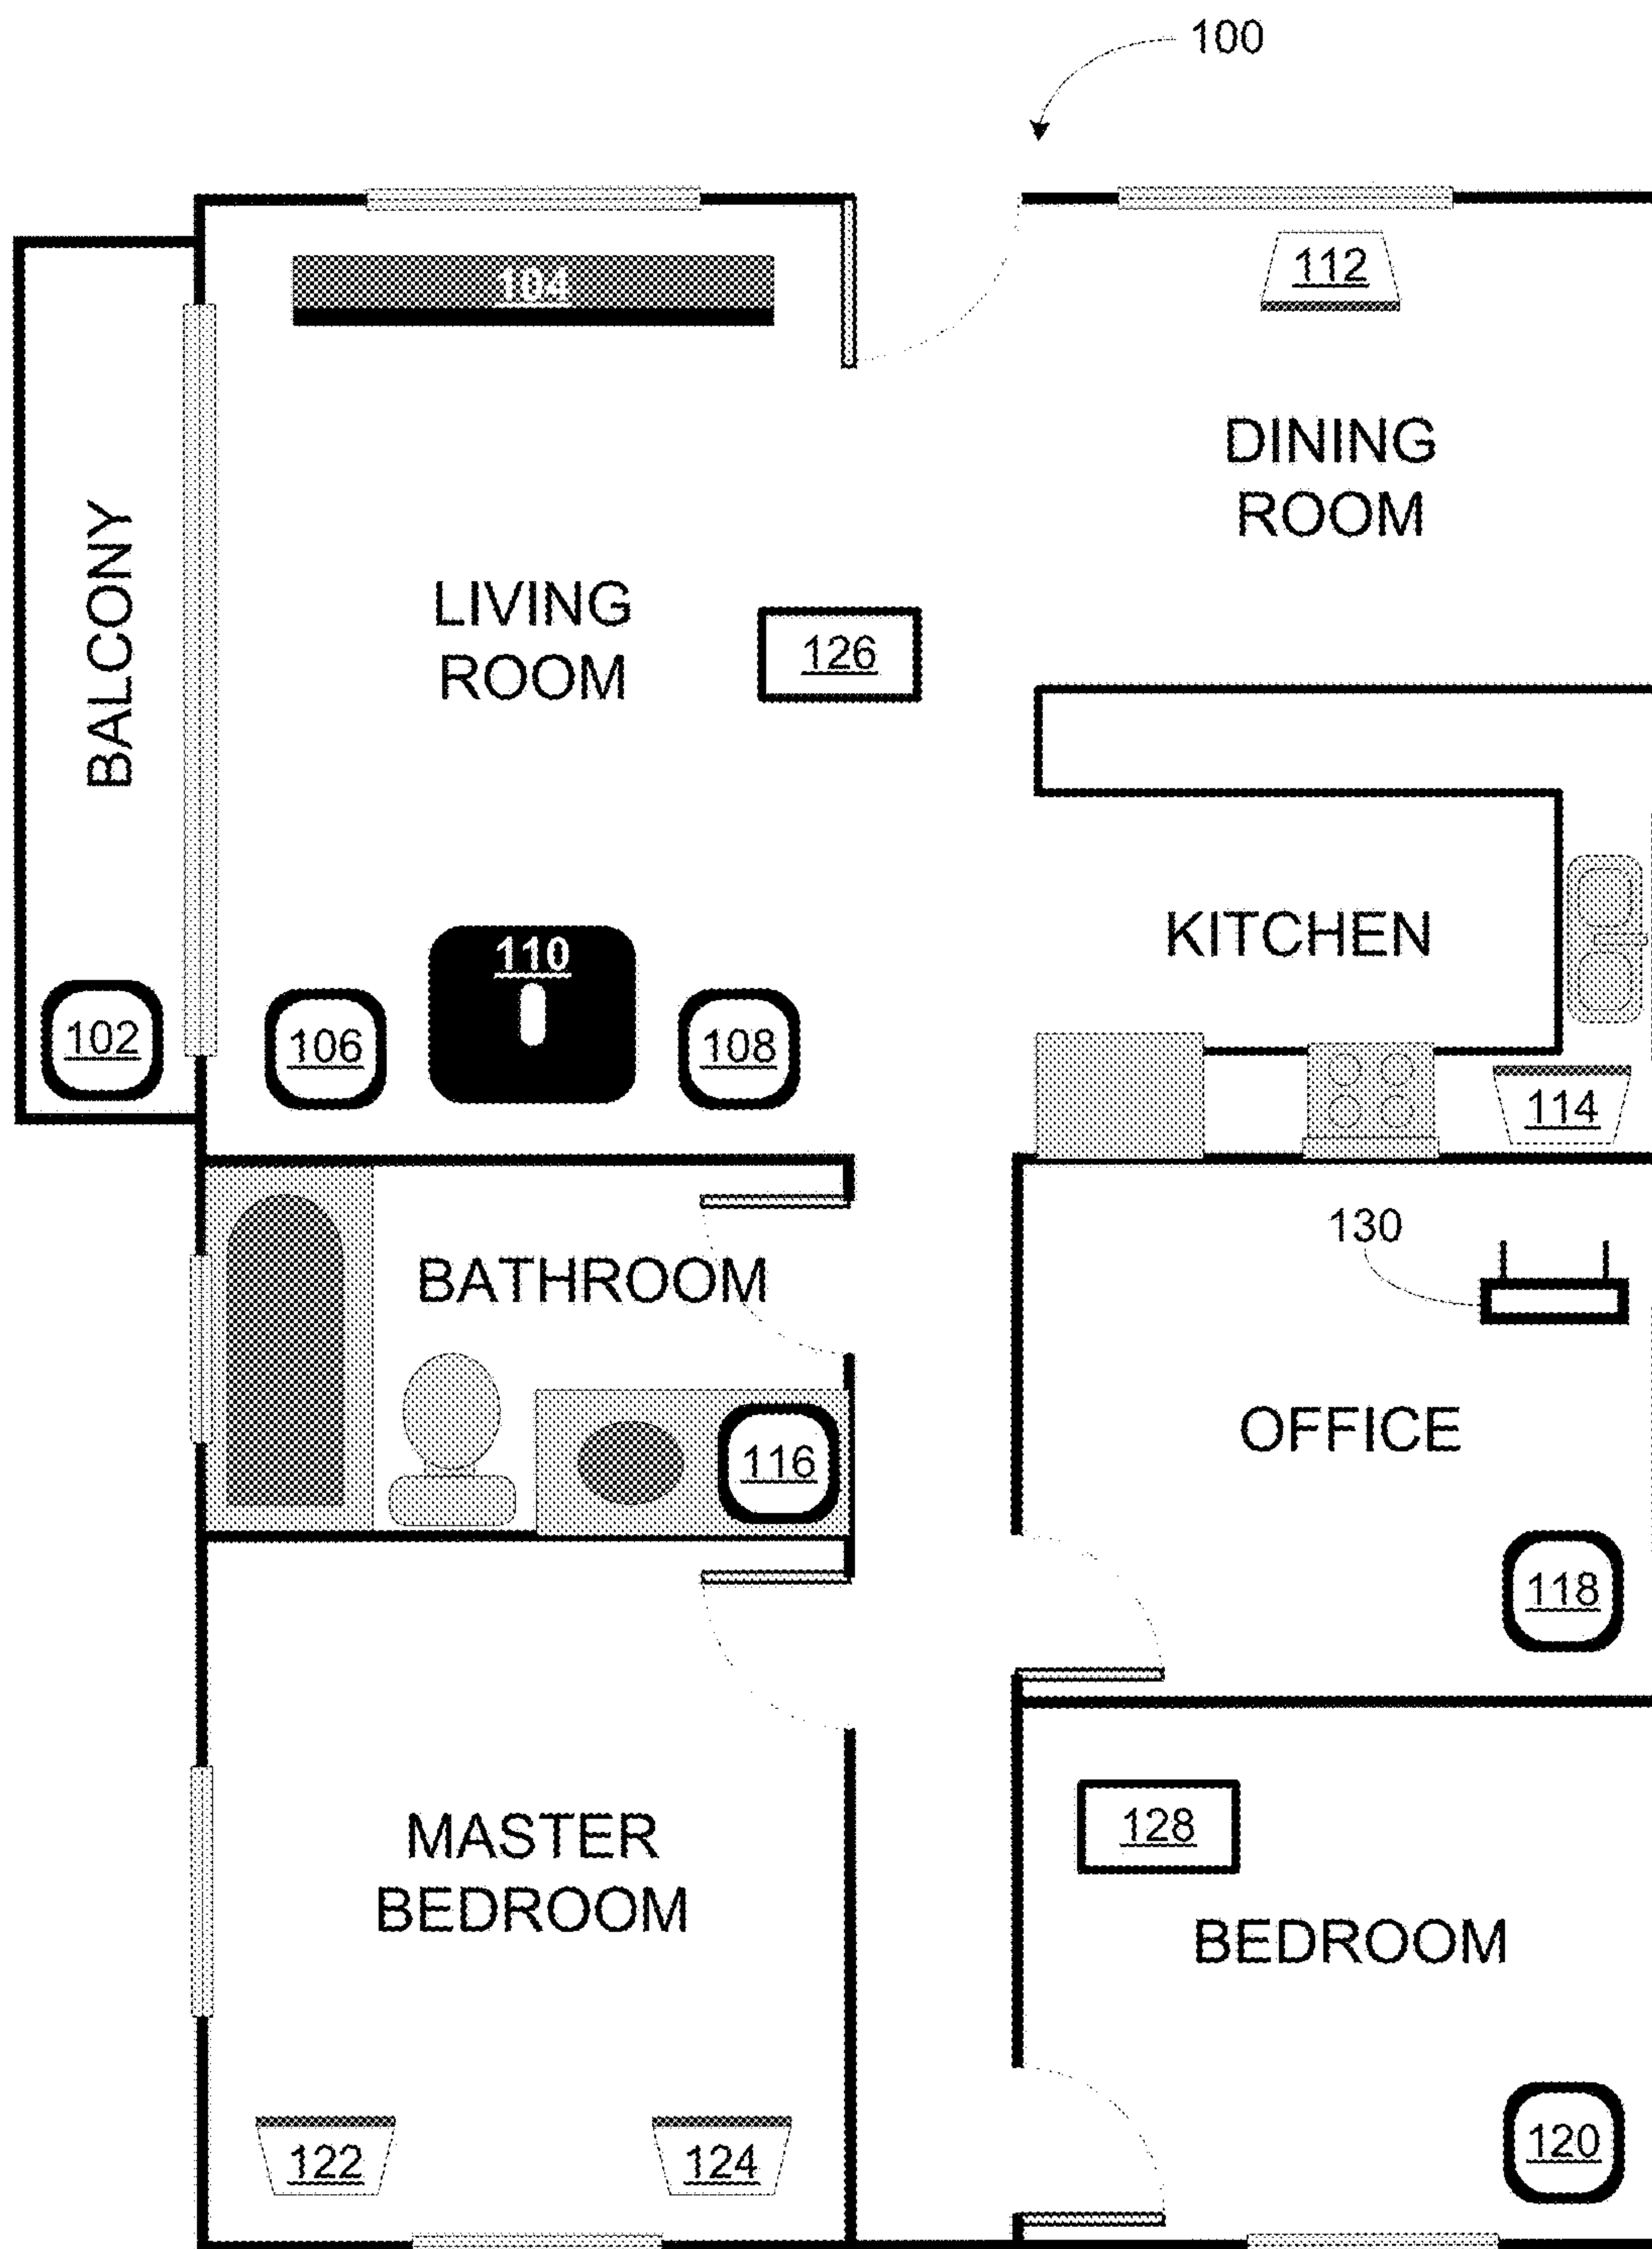 100
104
112
DINING
ROOM
BALCONY
LIVING
ROOM
126
KITCHEN
110
102
106
108
114
BATHROOM
130
OFFICE
116
118
MASTER
BEDROOM
128
BEDROOM
122
124
120